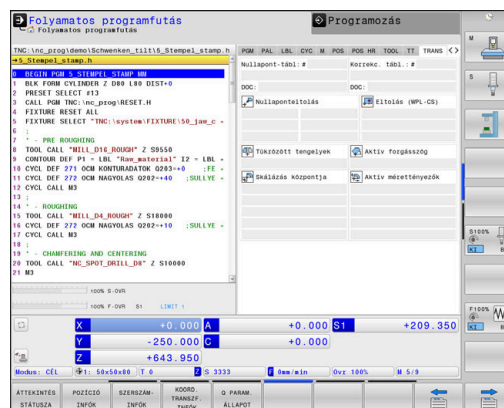 Folyamatos programfutás
Folyamatos programfutás
Programozás
TNC:\nc_prog\demo\Schwenken_tilt\5_Stempel_stamp.h
→5_Stempel_stamp.h
0 BEGIN PGM 5_STEMPEL_STAMP MM
1 BLK FORM CYLINDER Z D80 L80 DIST+0
2 PRESET SELECT #13
3 CALL PGM TNC:\nc_prog\RESET.H
4 FIXTURE RESET ALL
5 FIXTURE SELECT "TNC:\system\FIXTURE\50_jaw_c
6 ;
7 * - PRE ROUGHING
8 TOOL CALL "MILL_D16_ROUGH" Z S9550
9 CONTOUR DEF P1 = LBL "Raw_material" I2 = LBL
10 CYCL DEF 271 OCM KONTURADATOK Q203=+0 ;FE
11 CYCL DEF 272 OCM NAGYOLAS Q202=+40 ;SULLYE
12 CYCL CALL M3
13 ;
14 * - ROUGHING
15 TOOL CALL "MILL_D4_ROUGH" Z S18000
16 CYCL DEF 272 OCM NAGYOLAS Q202=+10 ;SULLYE
17 CYCL CALL M3
18 ;
19 * - CHAMFERING AND CENTERING
20 TOOL CALL "NC_SPOT_DRILL_D8" Z S10000
21 M3
PGM PAL LBL CYC M POS POS HR TOOL TT TRANS
Nullapont-tábl: #
Korrekc. tábl.: #
DOC:
DOC:
Nullaponteltolás
Eltolás (WPL-CS)
Tükrözött tengelyek
Aktív forgásszög
Skálázás központja
Aktív mérettényezők
100% S-OVR
100% F-OVR S1 LIMIT 1
X +0.000 A +0.000 S1 +209.350
Y -250.000 C +0.000
Z +643.950
Modus: CÉL 1: 50x50x80 T 0 Z S 3333 F 0mm/min Ovr 100% M 5/9
ÁTTEKINTÉS STÁTUSZA
POZÍCIÓ INFÓK
SZERSZÁM- INFÓK
KOORD. TRANSZF. INFÓK
Q PARAM. ÁLLAPOT
M
S
S100%
F100%